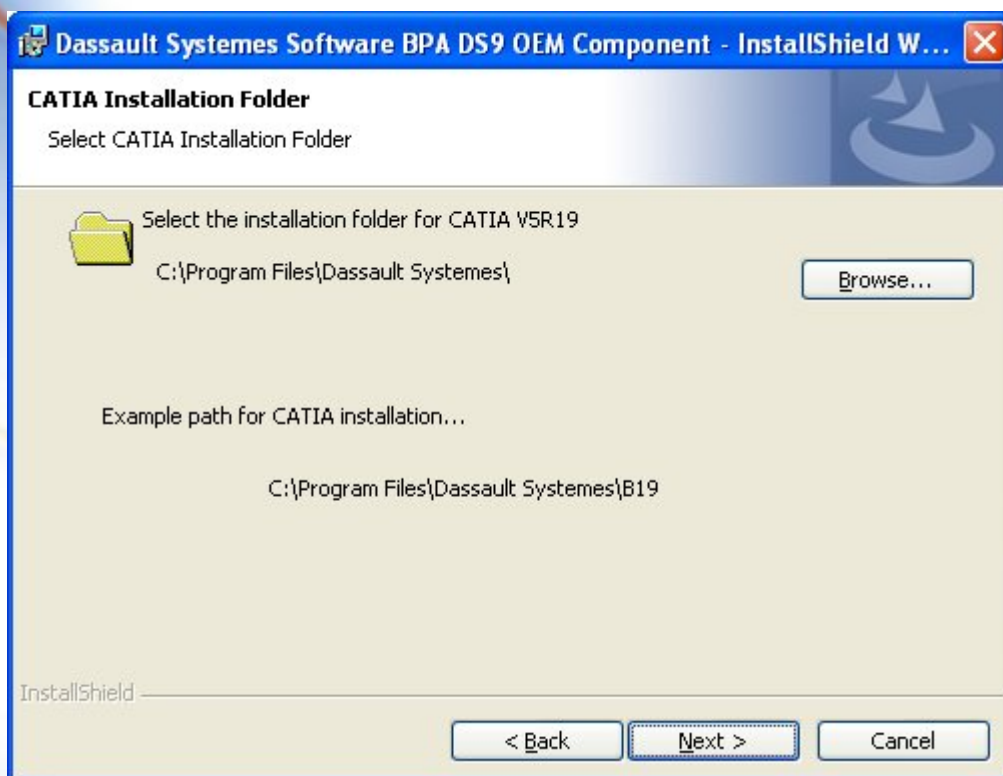 Dassault Systemes Software BPA DS9 OEM Component - InstallShield W...
CATIA Installation Folder
Select CATIA Installation Folder
Select the installation folder for CATIA V5R19
C:\Program Files\Dassault Systemes\
Browse...
Example path for CATIA installation...
C:\Program Files\Dassault Systemes\B19
InstallShield
< Back Next > Cancel